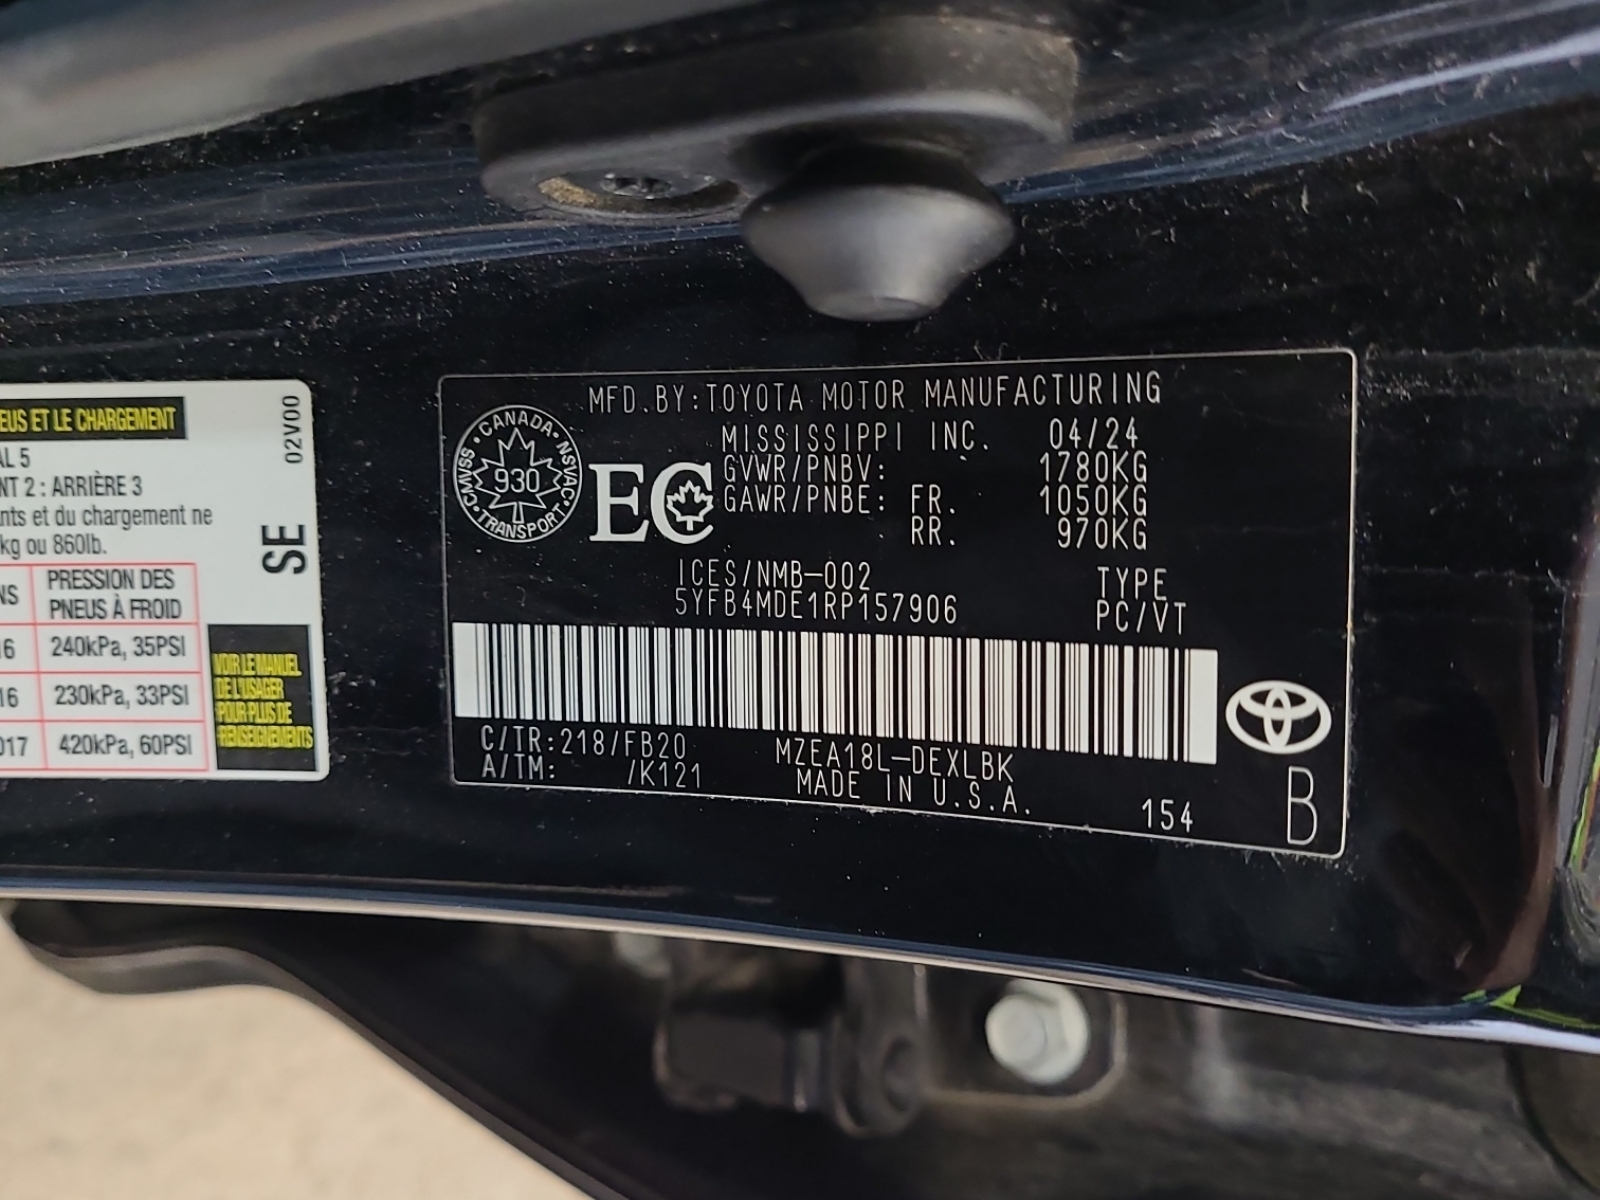 EUS ET LE CHARGEMENT
02V00
AL 5
NT 2 : ARRIÈRE 3
nts et du chargement ne
kg ou 860lb.
SE
NS
PRESSION DES
PNEUS À FROID
16
240kPa, 35PSI
16
230kPa, 33PSI
017
420kPa, 60PSI
VOIR LE MANUEL
DE L'USAGER
POUR PLUS DE
RENSEIGNEMENTS
MFD.BY:TOYOTA MOTOR MANUFACTURING
MISSISSIPPI INC. 04/24
GVWR/PNBV: 1780KG
GAWR/PNBE: FR. 1050KG
RR. 970KG
CANADA
CMVSS
NSVAC
930
TRANSPORT
EC
ICES/NMB-002
5YFB4MDE1RP157906
TYPE
PC/VT
C/TR:218/FB20
A/TM: /K121
MZEA18L-DEXLBK
MADE IN U.S.A.
154
B